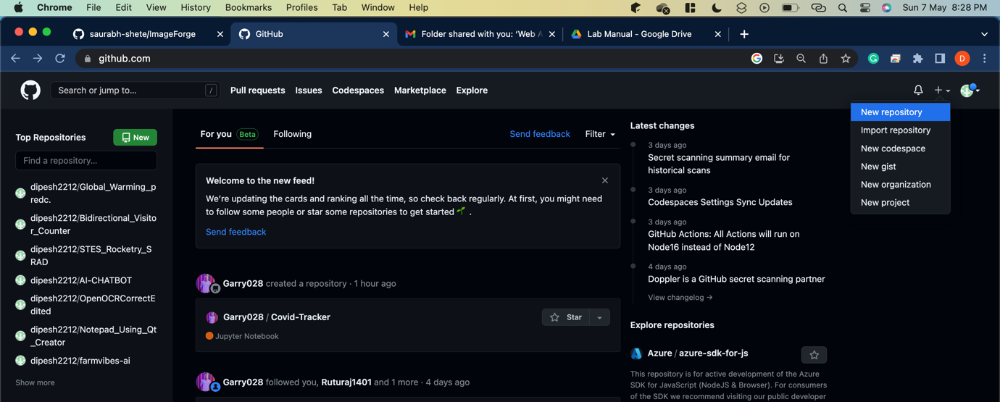 Chrome File Edit View History Bookmarks Profiles Tab Window Help Sun 7 May 8:28 PM
saurabh-shete/ImageForge GitHub Folder shared with you: ‘Web A Lab Manual - Google Drive
github.com D
Search or jump to... / Pull requests Issues Codespaces Marketplace Explore
New repository
Import repository
New codespace
New gist
New organization
New project
Top Repositories New
Find a repository...
dipesh2212/Global_Warming_p
redc.
dipesh2212/Bidirectional_Visito
r_Counter
dipesh2212/STES_Rocketry_S
RAD
dipesh2212/AI-CHATBOT
dipesh2212/OpenOCRCorrectE
dited
dipesh2212/Notepad_Using_Qt
_Creator
dipesh2212/farmvibes-ai
Show more
For you Beta Following Send feedback Filter
Welcome to the new feed!
We’re updating the cards and ranking all the time, so check back regularly. At first, you might need
to follow some people or star some repositories to get started 🌱 .
Send feedback
Garry028 created a repository · 1 hour ago
Garry028 / Covid-Tracker Star
Jupyter Notebook
Garry028 followed you, Ruturaj1401 and 1 more · 4 days ago
Latest changes
3 days ago
Secret scanning summary email for
historical scans
3 days ago
Codespaces Settings Sync Updates
3 days ago
GitHub Actions: All Actions will run on
Node16 instead of Node12
4 days ago
Doppler is a GitHub secret scanning partner
View changelog →
Explore repositories
Azure / azure-sdk-for-js
This repository is for active development of the Azure
SDK for JavaScript (NodeJS & Browser). For consumers
of the SDK we recommend visiting our public developer